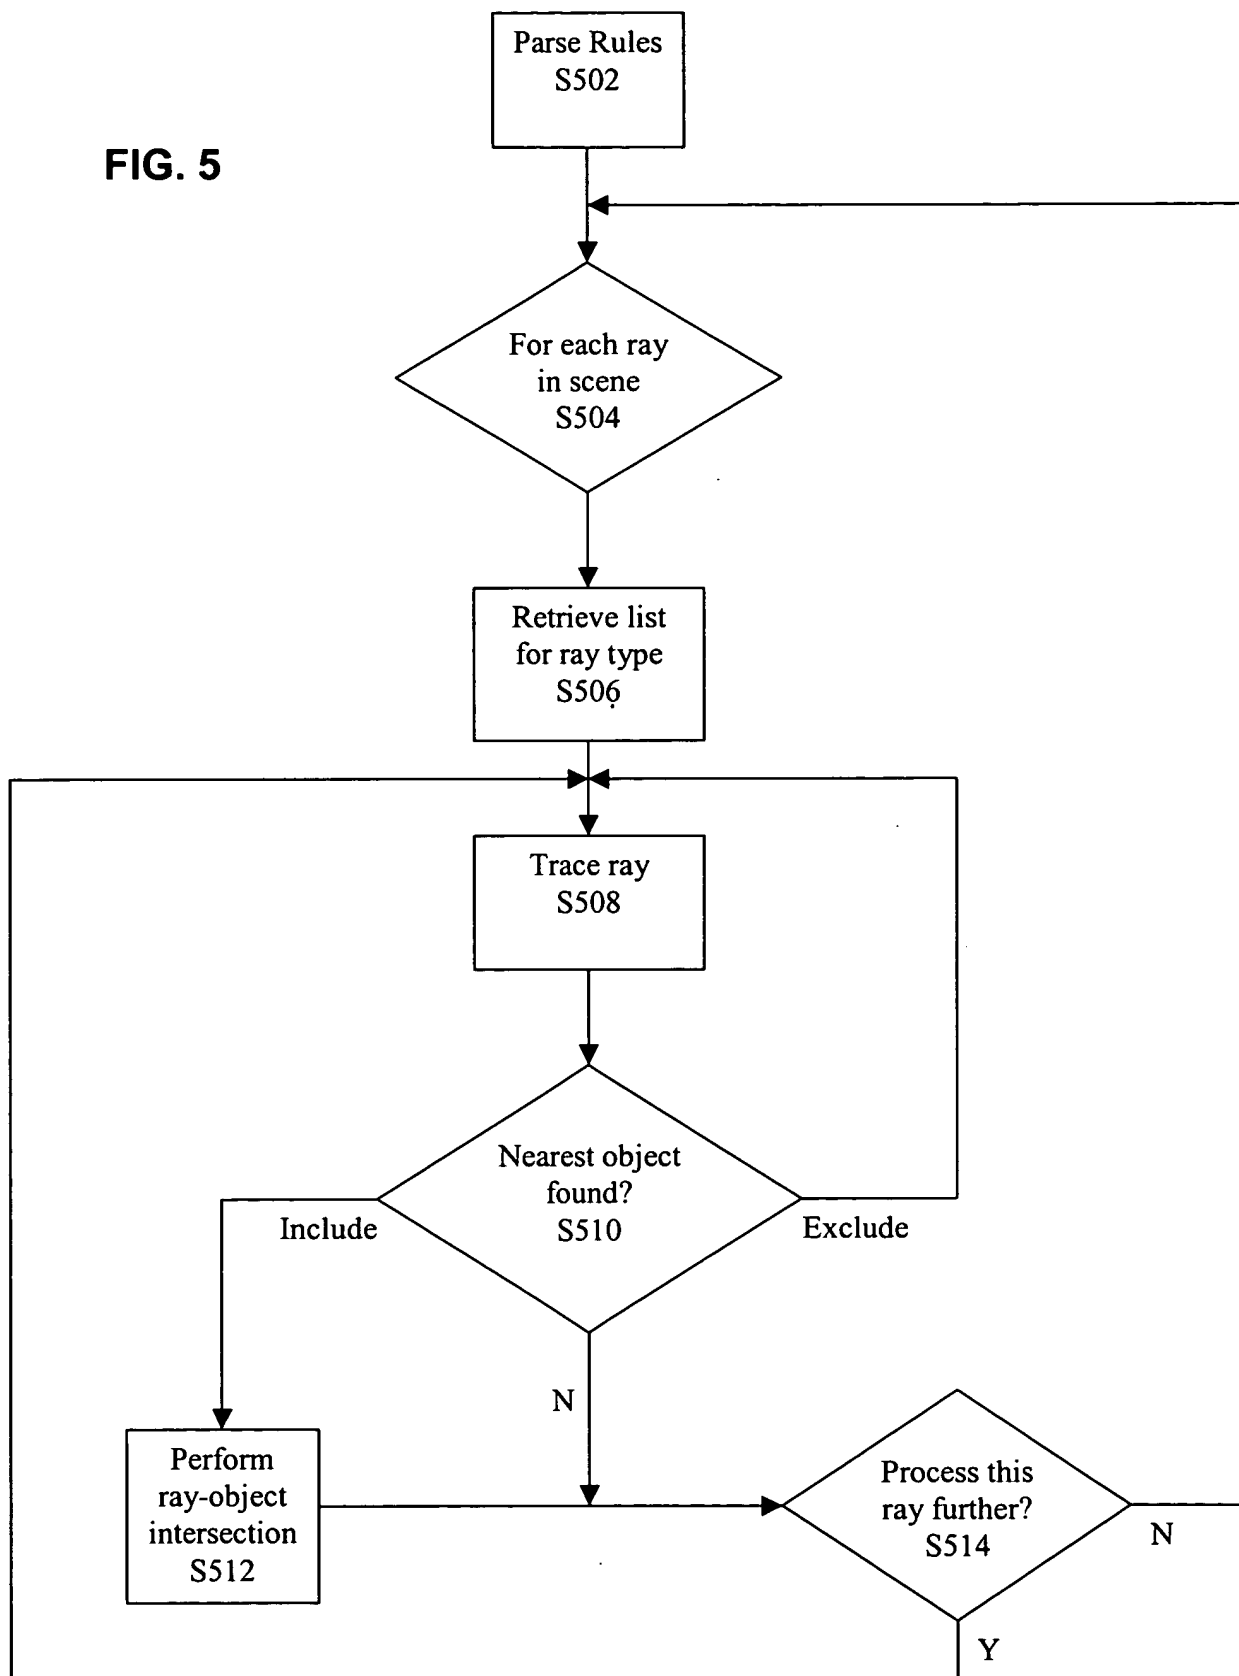 Parse Rules
S502
FIG. 5
For each ray
in scene
S504
Retrieve list
for ray type
S506
Trace ray
S508
Nearest object
found?
S510
Include
Exclude
N
Perform
ray-object
intersection
S512
Process this
ray further?
S514
N
Y